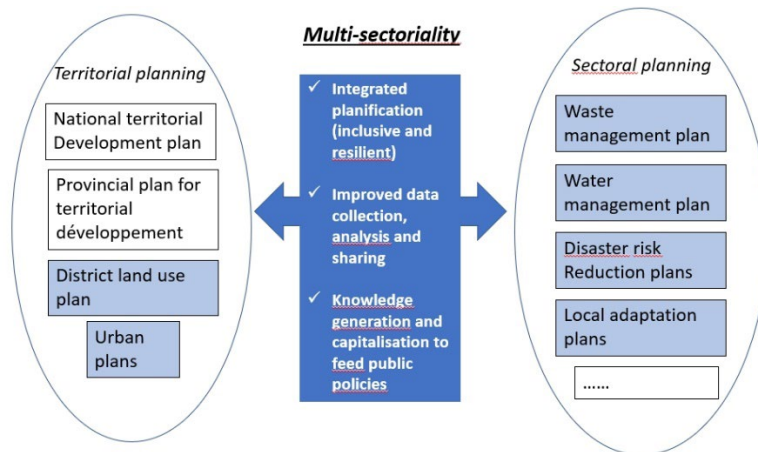 Multi-sectoriality
Territorial planning
National territorial
Development plan
Provincial plan for
territorial
développement
District land use
plan
Urban
plans
✓ Integrated
planification
(inclusive and
resilient)
✓ Improved data
collection,
analysis and
sharing
✓ Knowledge
generation and
capitalisation to
feed public
policies
Sectoral planning
Waste
management plan
Water
management plan
Disaster risk
Reduction plans
Local adaptation
plans
......